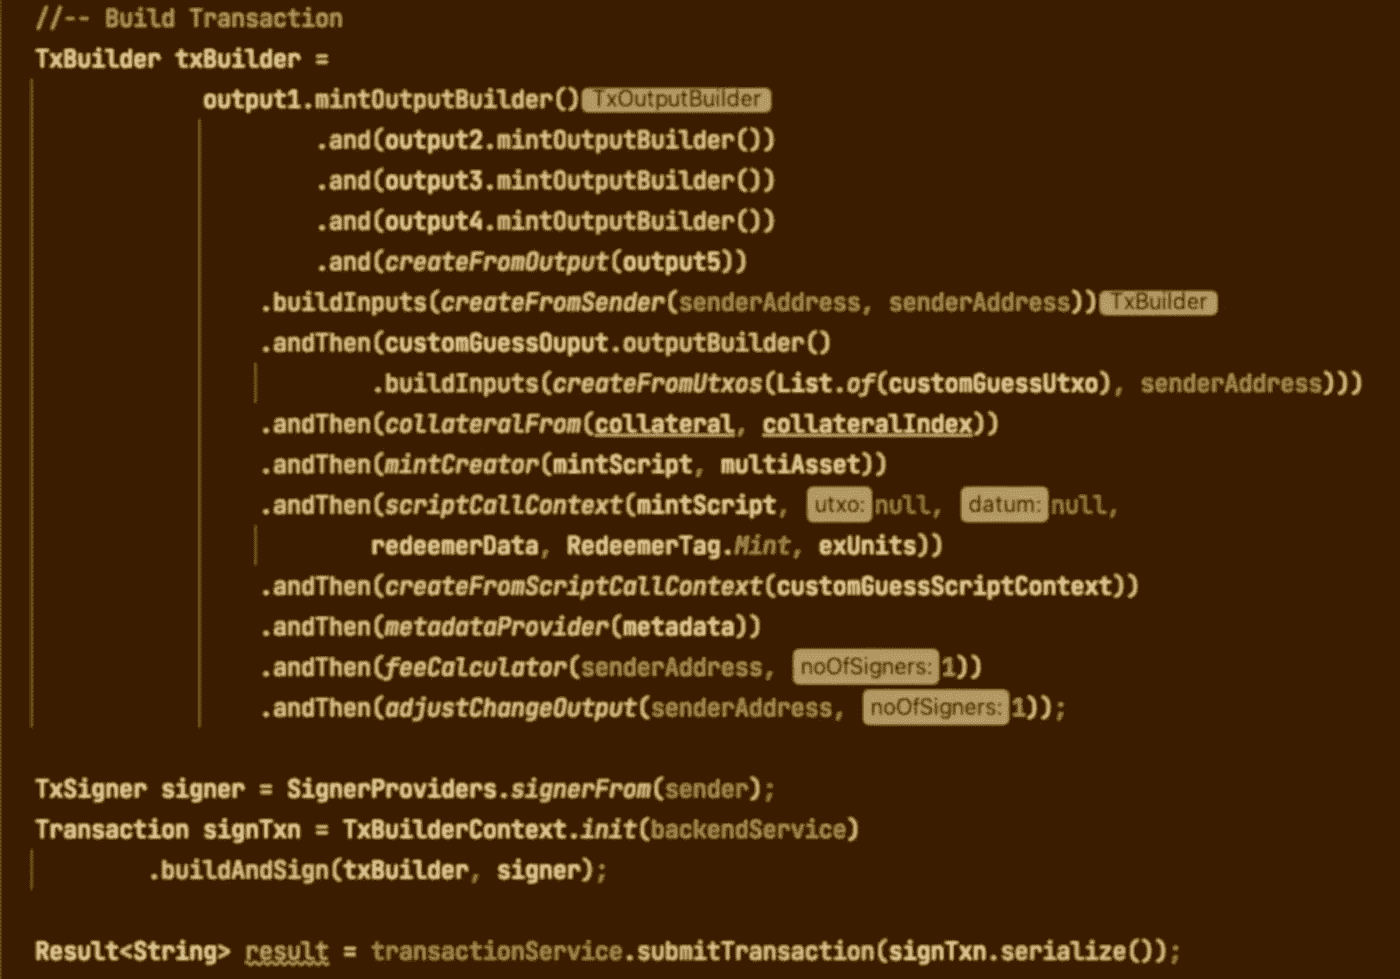 //-- Build Transaction
TxBuilder txBuilder =
output1.mintOutputBuilder() TxOutputBuilder
.and(output2.mintOutputBuilder())
.and(output3.mintOutputBuilder())
.and(output4.mintOutputBuilder())
.and(createFromOutput(output5))
.buildInputs(createFromSender(senderAddress, senderAddress)) TxBuilder
.andThen(customGuessOuput.outputBuilder()
.buildInputs(createFromUtxos(List.of(customGuessUtxo), senderAddress)))
.andThen(collateralFrom(collateral, collateralIndex))
.andThen(mintCreator(mintScript, multiAsset))
.andThen(scriptCallContext(mintScript, utxo: null, datum: null,
redeemerData, RedeemerTag.Mint, exUnits))
.andThen(createFromScriptCallContext(customGuessScriptContext))
.andThen(metadataProvider(metadata))
.andThen(feeCalculator(senderAddress, noOfSigners: 1))
.andThen(adjustChangeOutput(senderAddress, noOfSigners: 1));
TxSigner signer = SignerProviders.signerFrom(sender);
Transaction signTxn = TxBuilderContext.init(backendService)
.buildAndSign(txBuilder, signer);
Result<String> result = transactionService.submitTransaction(signTxn.serialize());